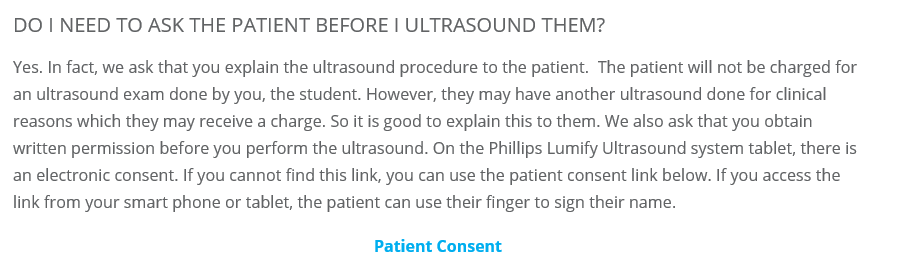 DO I NEED TO ASK THE PATIENT BEFORE I ULTRASOUND THEM?
Yes. In fact, we ask that you explain the ultrasound procedure to the patient.  The patient will not be charged for
an ultrasound exam done by you, the student. However, they may have another ultrasound done for clinical
reasons which they may receive a charge. So it is good to explain this to them. We also ask that you obtain
written permission before you perform the ultrasound. On the Phillips Lumify Ultrasound system tablet, there is
an electronic consent. If you cannot find this link, you can use the patient consent link below. If you access the
link from your smart phone or tablet, the patient can use their finger to sign their name.
Patient Consent